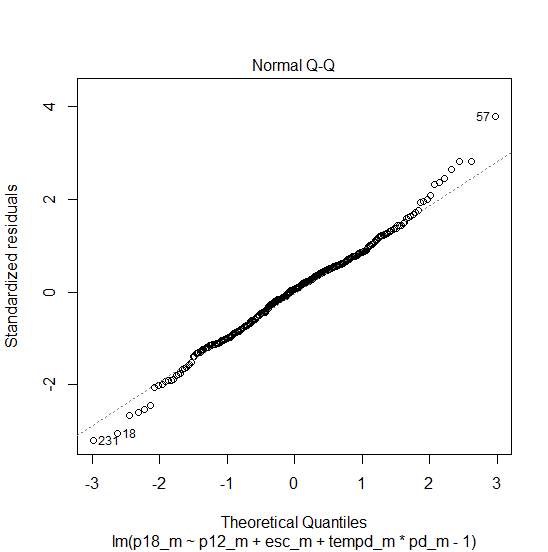 Normal Q-Q
Standardized residuals
4
2
0
-2
57
18
231
-3 -2 -1 0 1 2 3
Theoretical Quantiles
lm(p18_m ~ p12_m + esc_m + tempd_m * pd_m - 1)